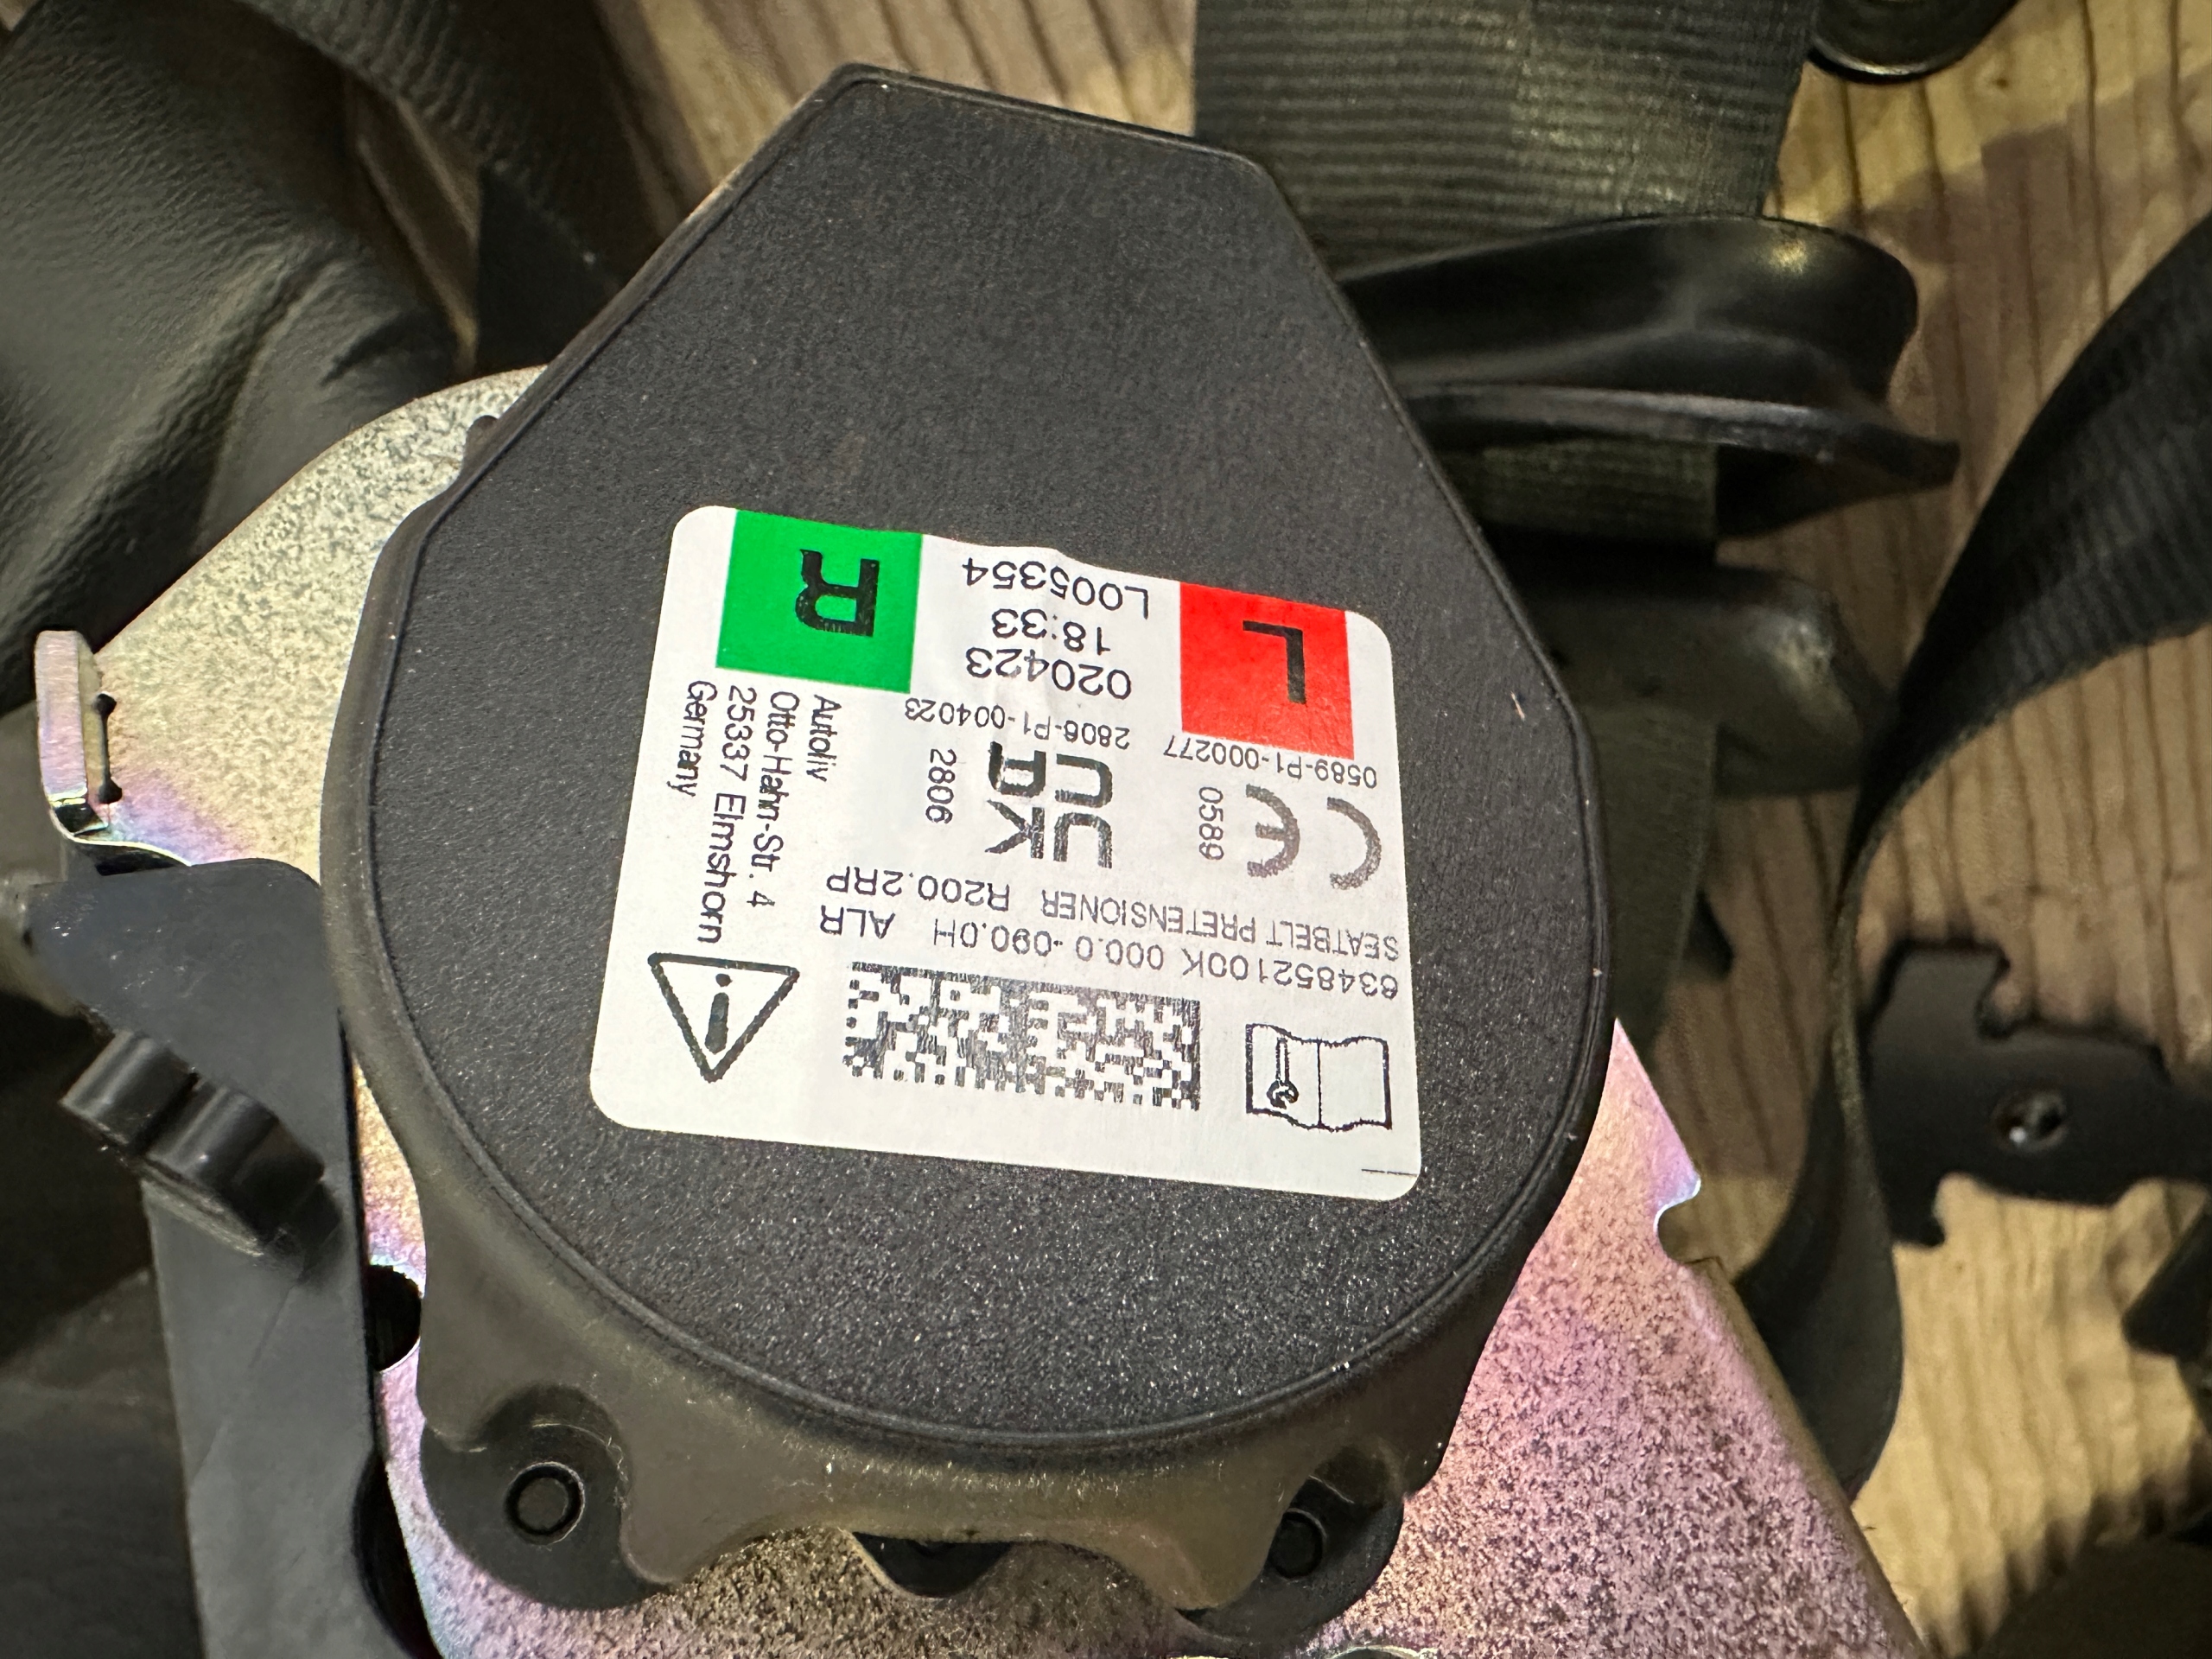 634852100K 000.0 -090.0H ALR
SEATBELT PRETENSIONER R200.2RP
CE
0589
UK
CA
2806
0589-P1-000277
2806-P1-004023
L
020423
18:33
L005354
R
Autoliv
Otto-Hahn-Str. 4
25337 Elmshorn
Germany